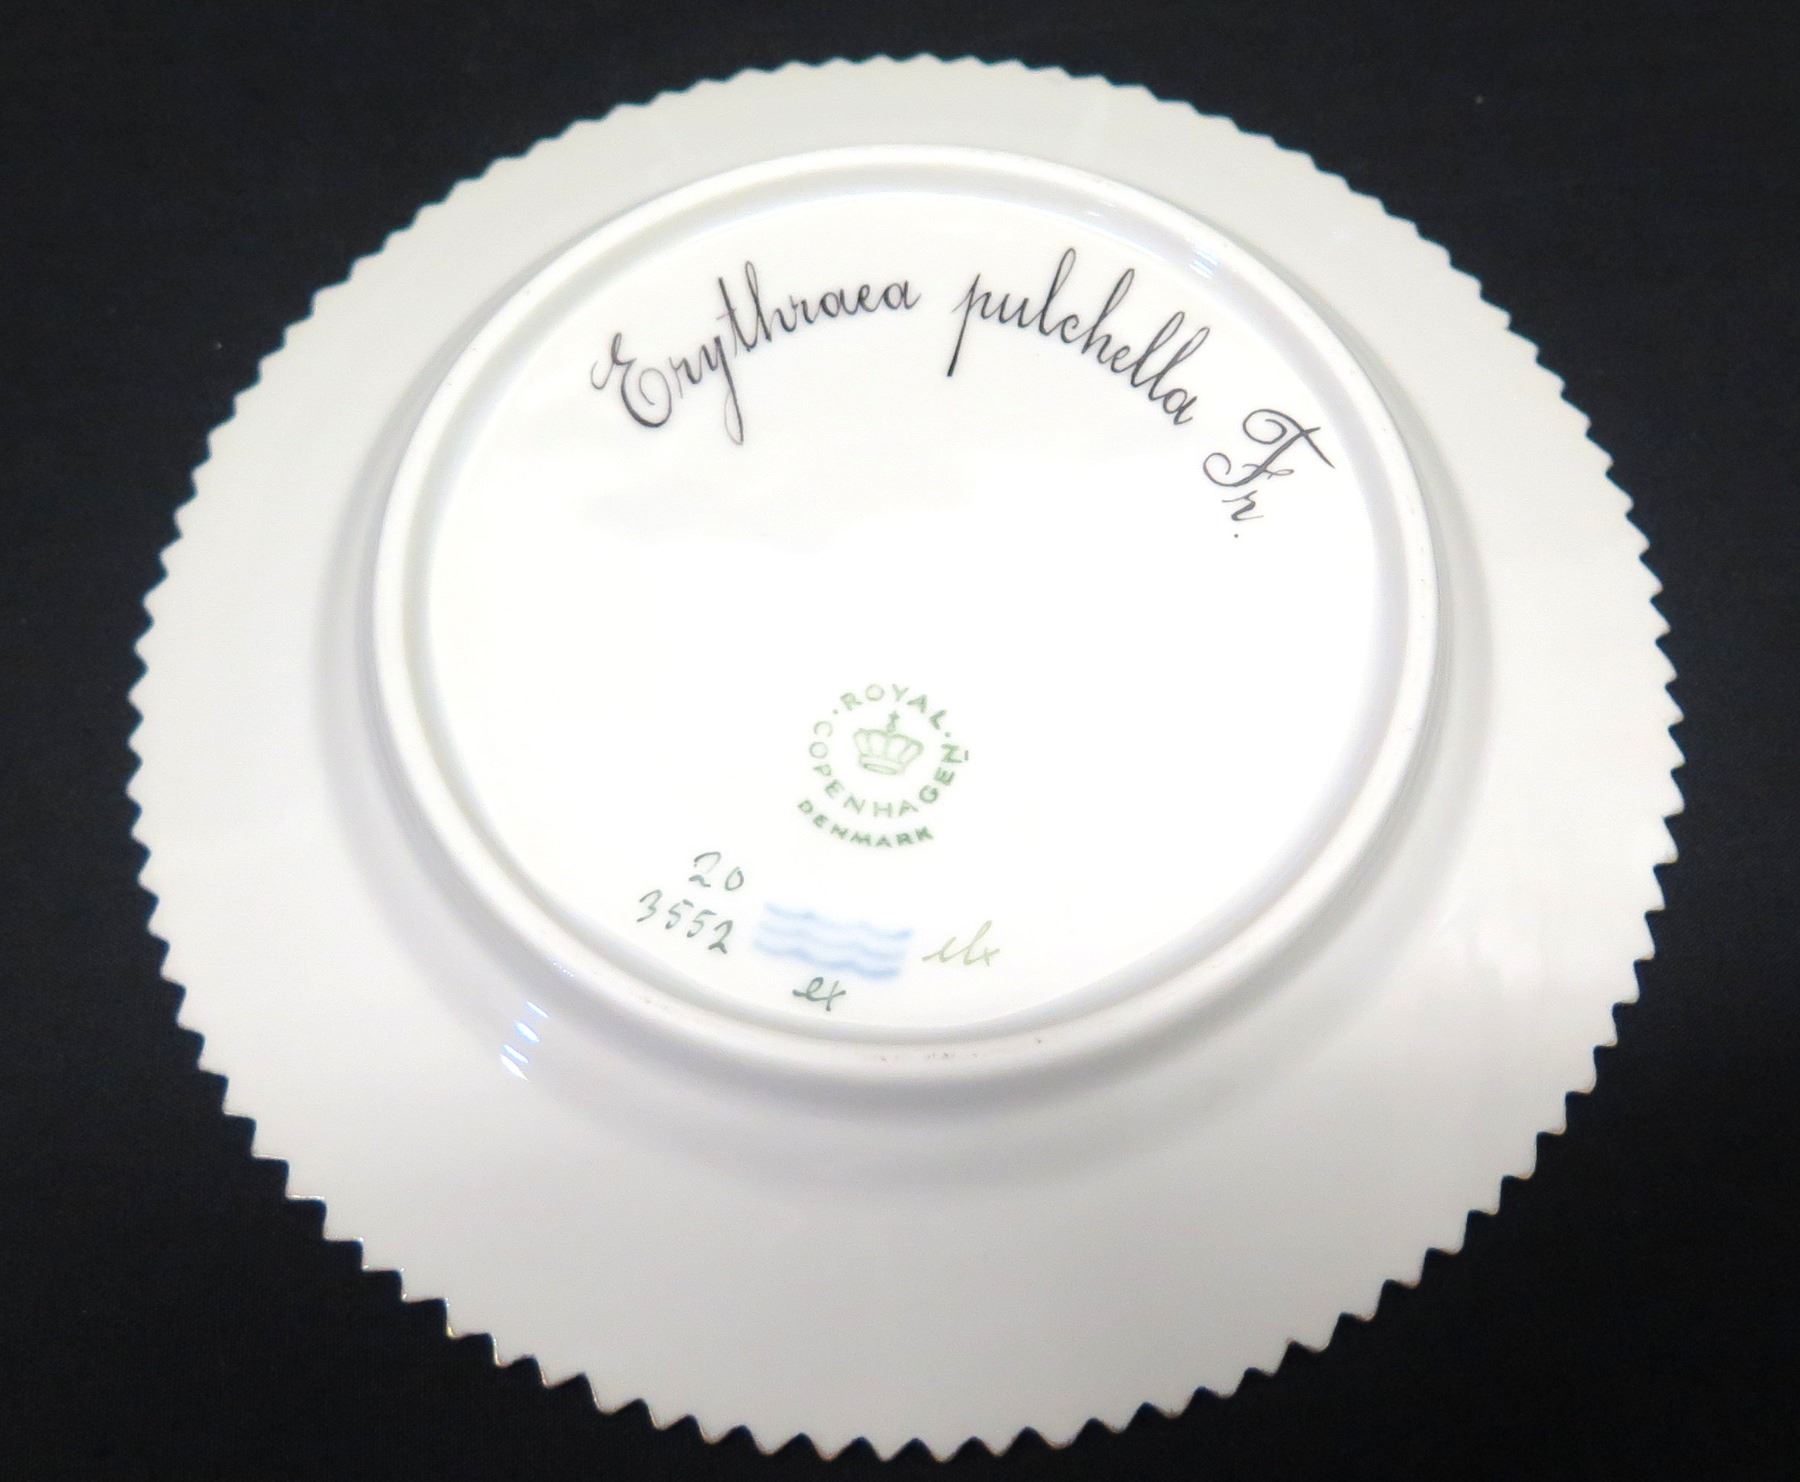 Erythraea pulchella Fr.
ROYAL
COPENHAGEN
DENMARK
20
3552